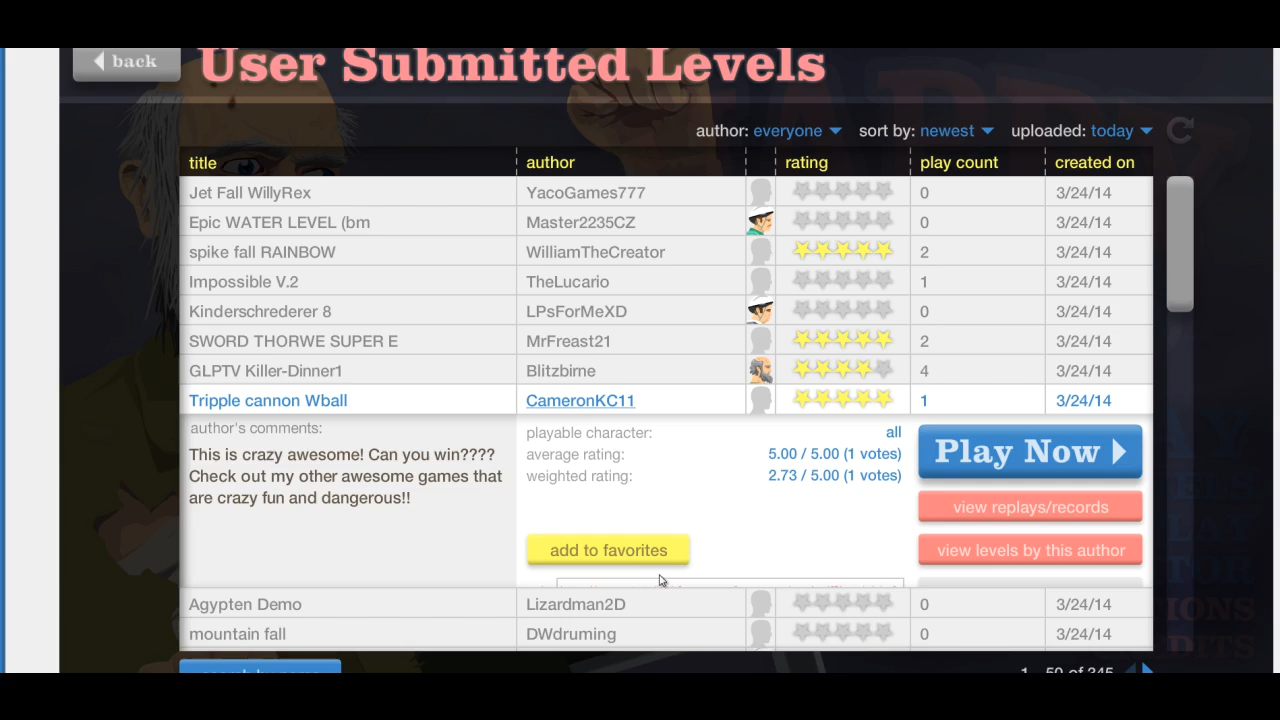 back
User Submitted Levels
author: everyone sort by: newest uploaded: today
title author rating play count created on
Jet Fall WillyRex YacoGames777 0 3/24/14
Epic WATER LEVEL (bm Master2235CZ 0 3/24/14
spike fall RAINBOW WilliamTheCreator 2 3/24/14
Impossible V.2 TheLucario 1 3/24/14
Kinderschrederer 8 LPsForMeXD 0 3/24/14
SWORD THORWE SUPER E MrFreast21 2 3/24/14
GLPTV Killer-Dinner1 Blitzbirne 4 3/24/14
Tripple cannon Wball CameronKC11 1 3/24/14
author's comments:
This is crazy awesome! Can you win????
Check out my other awesome games that
are crazy fun and dangerous!!
playable character: all
average rating: 5.00 / 5.00 (1 votes)
weighted rating: 2.73 / 5.00 (1 votes)
add to favorites
Play Now
view replays/records
view levels by this author
Agypten Demo Lizardman2D 0 3/24/14
mountain fall DWdruming 0 3/24/14
1 - 50 of 345